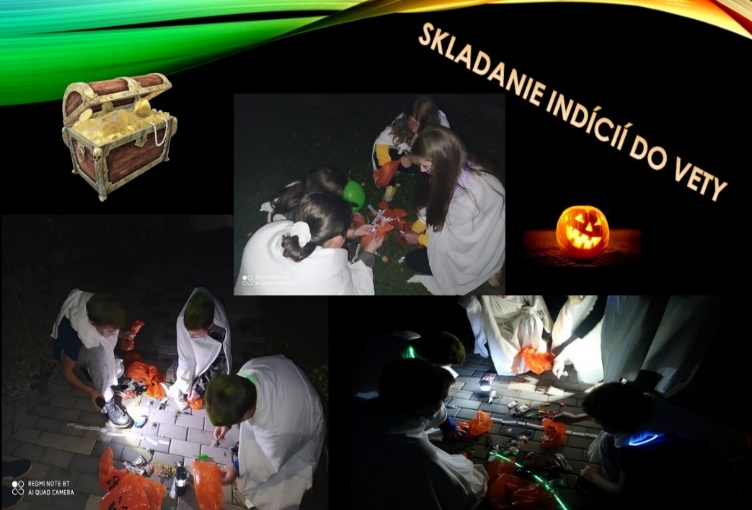 SKLADANIE INDÍCIÍ DO VETY
REDMI NOTE 8T
AI QUAD CAMERA